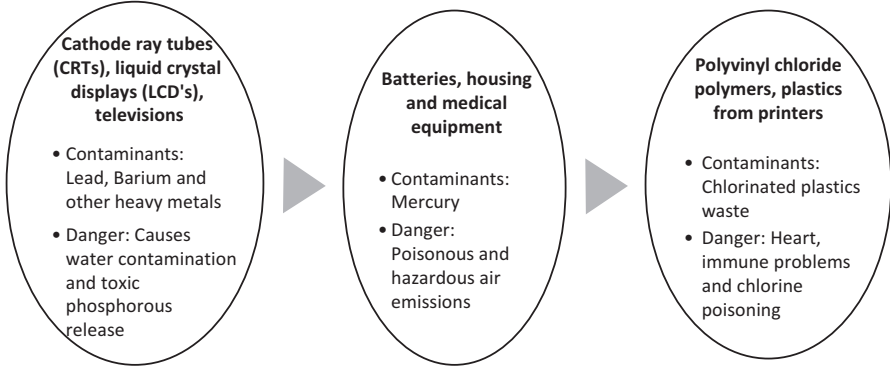 Cathode ray tubes
(CRTs), liquid crystal
displays (LCD's),
televisions
• Contaminants:
Lead, Barium and
other heavy metals
• Danger: Causes
water contamination
and toxic
phosphorous
release
Batteries, housing
and medical
equipment
• Contaminants:
Mercury
• Danger:
Poisonous and
hazardous air
emissions
Polyvinyl chloride
polymers, plastics
from printers
• Contaminants:
Chlorinated plastics
waste
• Danger: Heart,
immune problems
and chlorine
poisoning